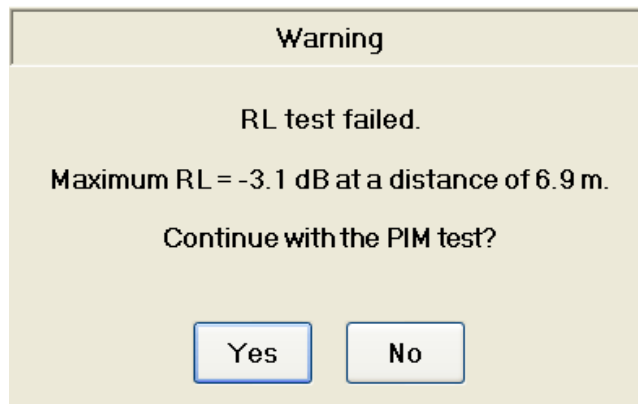 Warning
RL test failed.
Maximum RL = -3.1 dB at a distance of 6.9 m.
Continue with the PIM test?
Yes
No